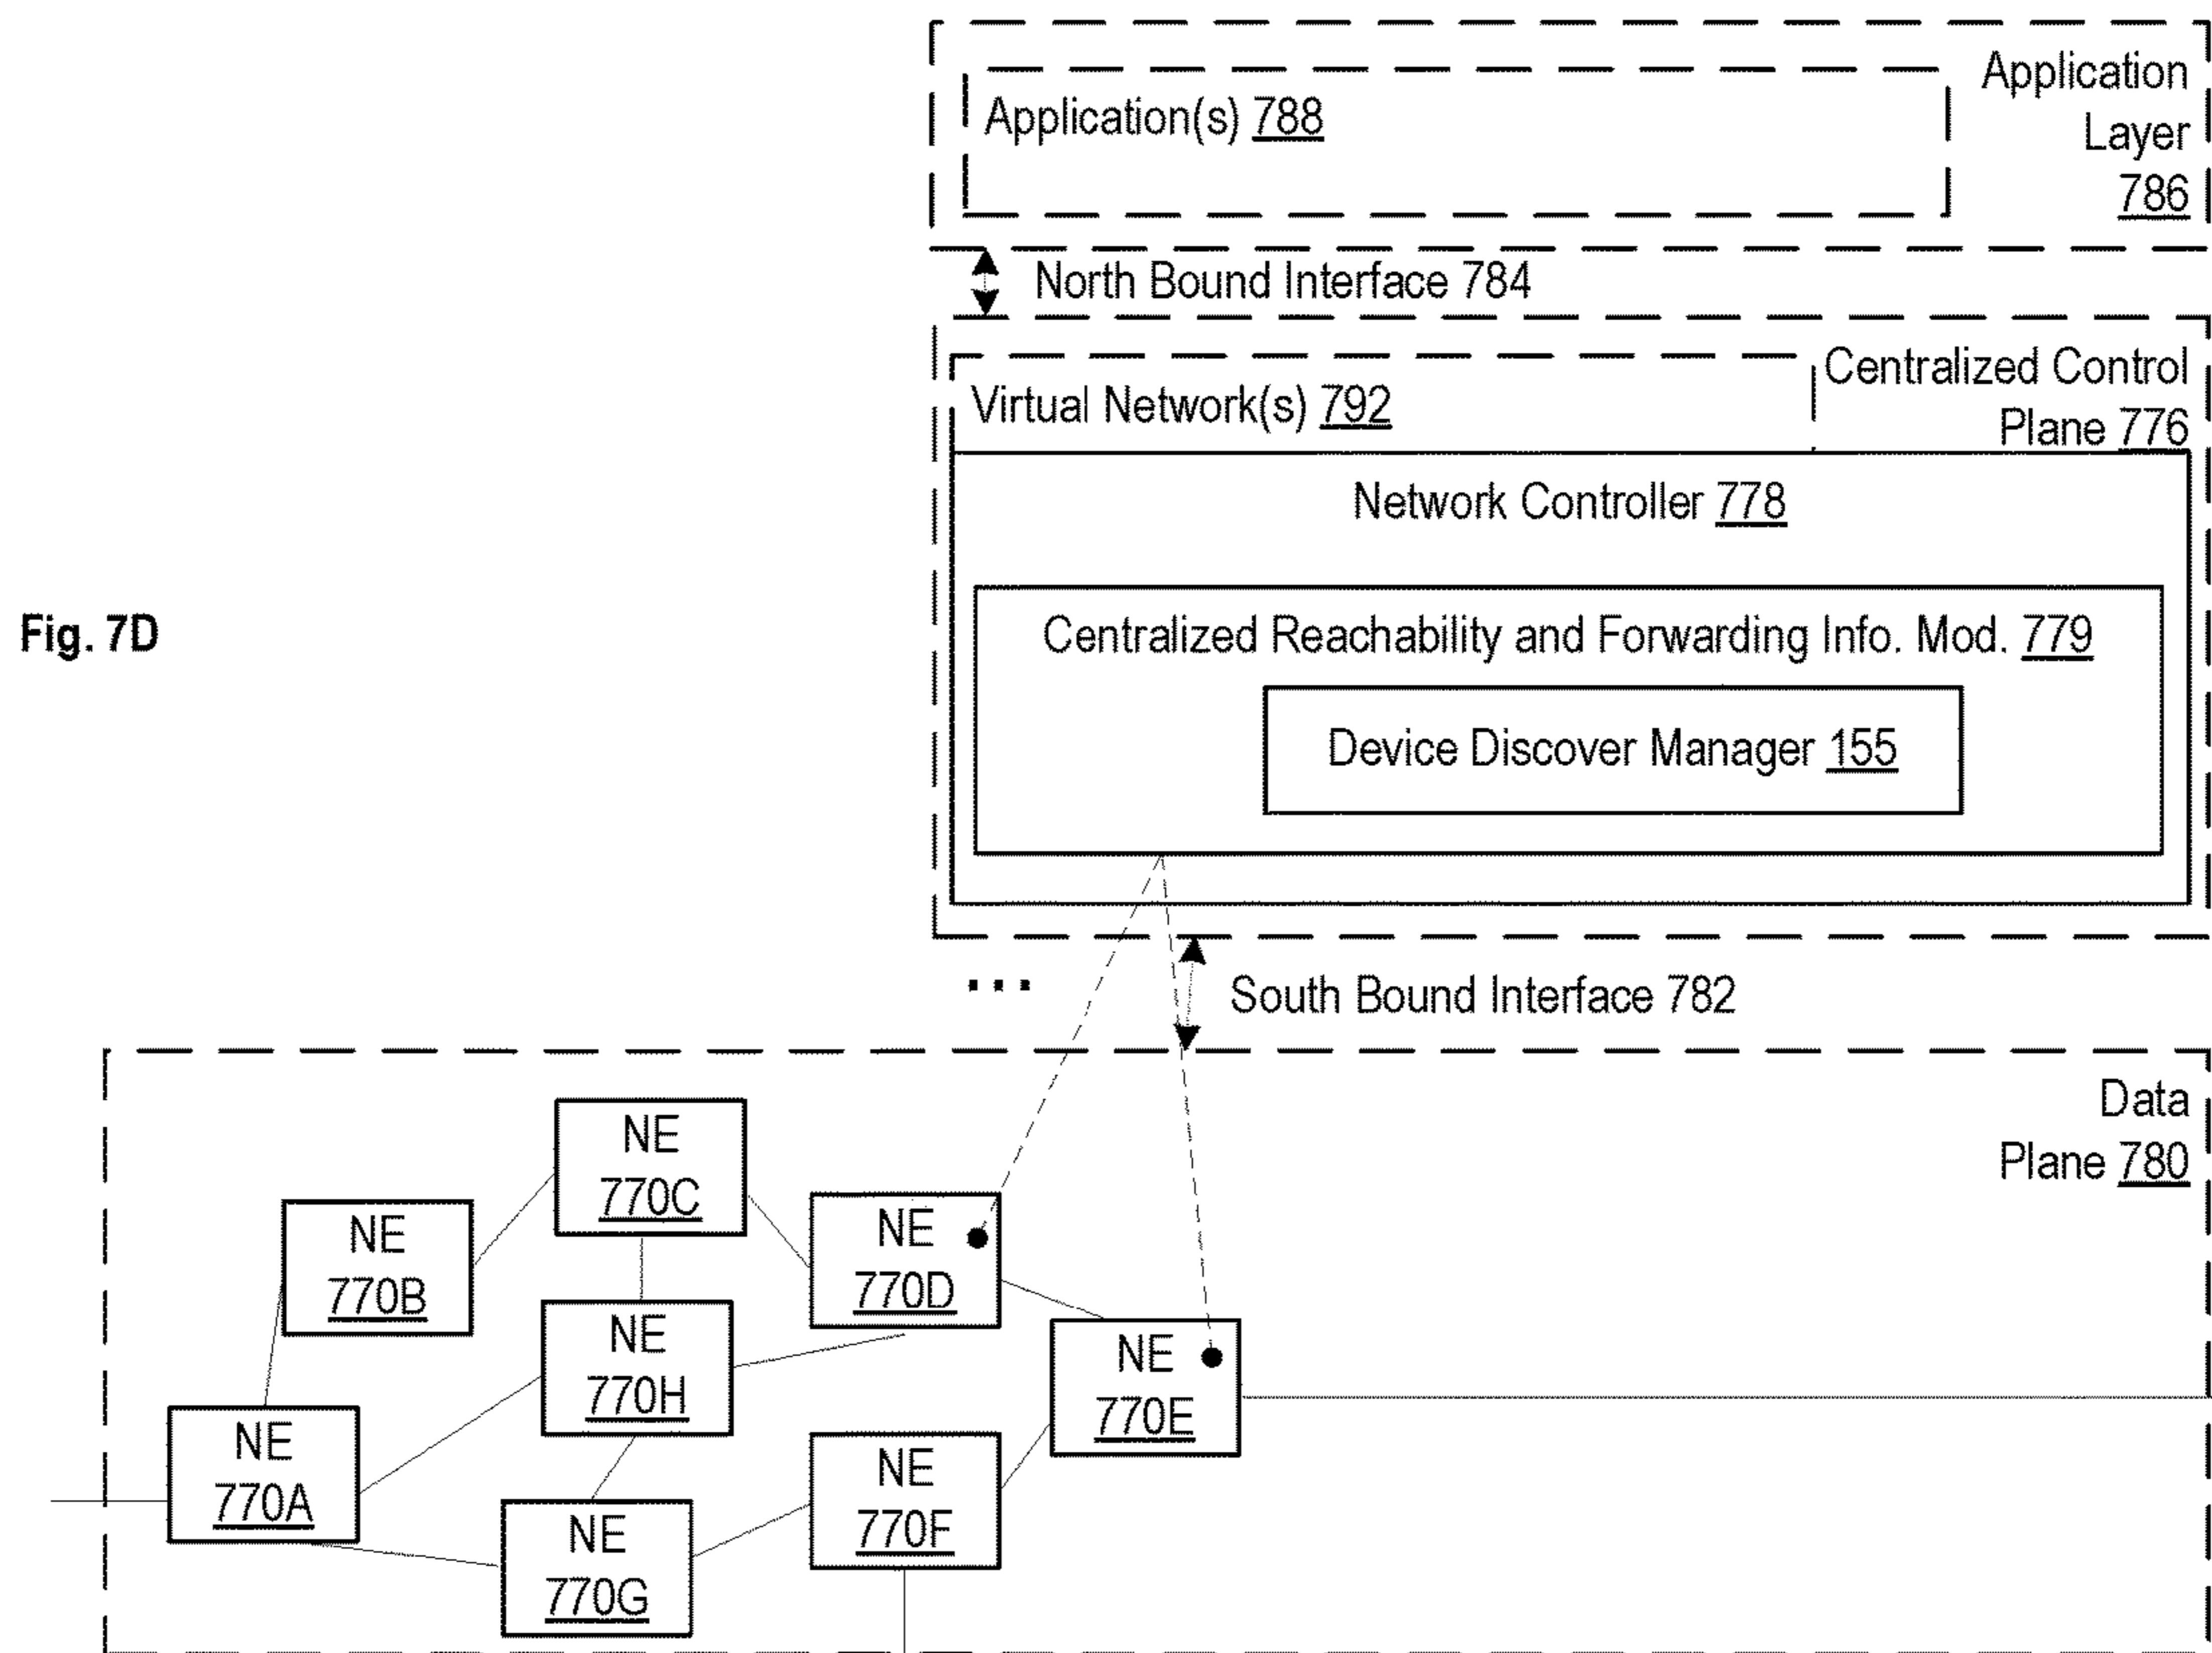 Application
Layer
786
Application(s) 788
North Bound Interface 784
Centralized Control
Plane 776
Virtual Network(s) 792
Network Controller 778
Fig. 7D
Centralized Reachability and Forwarding Info. Mod. 779
Device Discover Manager 155
...
South Bound Interface 782
Data
Plane 780
NE
770C
NE
770B
NE
770D
NE
770H
NE
770E
NE
770A
NE
770F
NE
770G